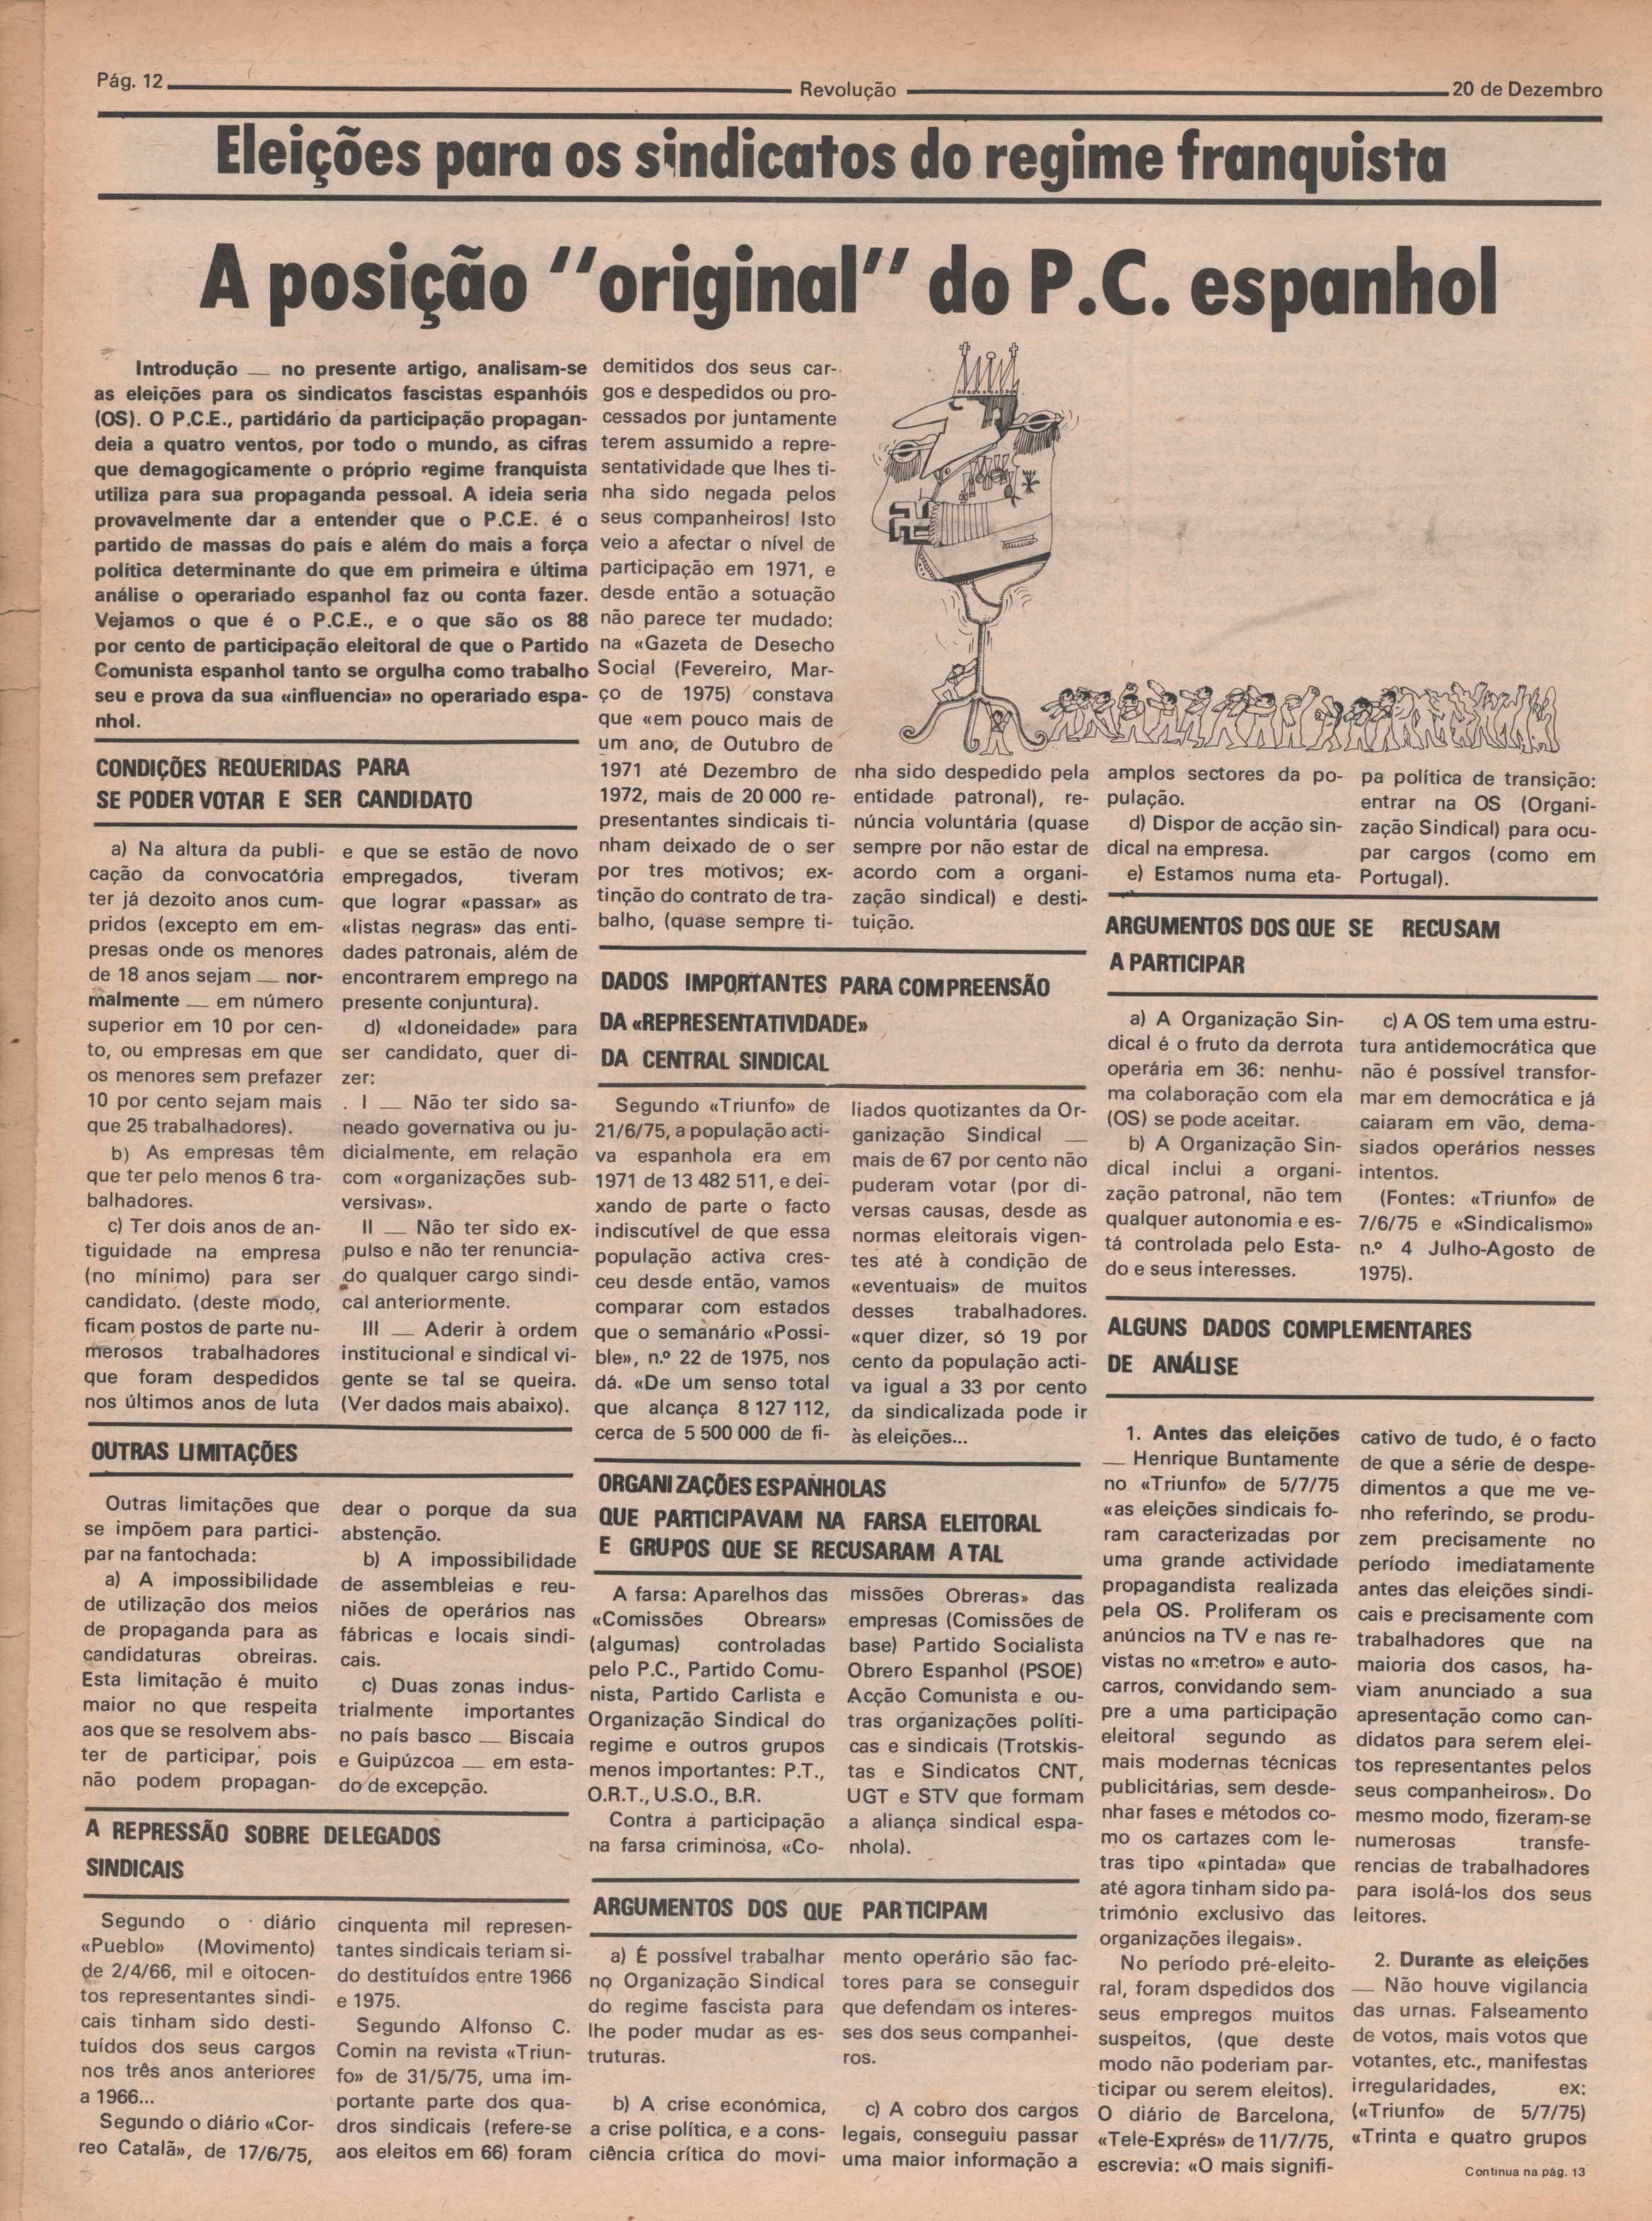 Pág. 12
Revolução
20 de Dezembro
Eleições para os sindicatos do regime franquista
A posição "original" do P.C. espanhol
Introdução — no presente artigo, analisam-se
as eleições para os sindicatos fascistas espanhóis
(OS). O P.C.E., partidário da participação propagan-
deia a quatro ventos, por todo o mundo, as cifras
que demagogicamente o próprio regime franquista
utiliza para sua propaganda pessoal. A ideia seria
provavelmente dar a entender que o P.C.E. é o
partido de massas do país e além do mais a força
política determinante do que em primeira e última
análise o operariado espanhol faz ou conta fazer.
Vejamos o que é o P.C.E., e o que são os 88
por cento de participação eleitoral de que o Partido
Comunista espanhol tanto se orgulha como trabalho
seu e prova da sua «influencia» no operariado espa-
nhol.
CONDIÇÕES REQUERIDAS PARA
SE PODER VOTAR E SER CANDIDATO
a) Na altura da publi-
cação da convocatória
ter já dezoito anos cum-
pridos (excepto em em-
presas onde os menores
de 18 anos sejam — nor-
malmente — em número
superior em 10 por cen-
to, ou empresas em que
os menores sem prefazer
10 por cento sejam mais
que 25 trabalhadores).
b) As empresas têm
que ter pelo menos 6 tra-
balhadores.
c) Ter dois anos de an-
tiguidade na empresa
(no mínimo) para ser
candidato. (deste modo,
ficam postos de parte nu-
merosos trabalhadores
que foram despedidos
nos últimos anos de luta
e que se estão de novo
empregados, tiveram
que lograr «passar» as
«listas negras» das enti-
dades patronais, além de
encontrarem emprego na
presente conjuntura).
d) «Idoneidade» para
ser candidato, quer di-
zer:
. I — Não ter sido sa-
neado governativa ou ju-
dicialmente, em relação
com «organizações sub-
versivas».
II — Não ter sido ex-
pulso e não ter renuncia-
do qualquer cargo sindi-
cal anteriormente.
III — Aderir à ordem
institucional e sindical vi-
gente se tal se queira.
(Ver dados mais abaixo).
OUTRAS LIMITAÇÕES
Outras limitações que
se impõem para partici-
par na fantochada:
a) A impossibilidade
de utilização dos meios
de propaganda para as
candidaturas obreiras.
Esta limitação é muito
maior no que respeita
aos que se resolvem abs-
ter de participar, pois
não podem propagan-
dear o porque da sua
abstenção.
b) A impossibilidade
de assembleias e reu-
niões de operários nas
fábricas e locais sindi-
cais.
c) Duas zonas indus-
trialmente importantes
no país basco — Biscaia
e Guipúzcoa — em esta-
do de excepção.
A REPRESSÃO SOBRE DELEGADOS
SINDICAIS
Segundo o diário
«Pueblo» (Movimento)
de 2/4/66, mil e oitocen-
tos representantes sindi-
cais tinham sido desti-
tuídos dos seus cargos
nos três anos anteriores
a 1966...
Segundo o diário «Cor-
reo Catalã», de 17/6/75,
cinquenta mil represen-
tantes sindicais teriam si-
do destituídos entre 1966
e 1975.
Segundo Alfonso C.
Comin na revista «Triun-
fo» de 31/5/75, uma im-
portante parte dos qua-
dros sindicais (refere-se
aos eleitos em 66) foram
demitidos dos seus car-
gos e despedidos ou pro-
cessados por juntamente
terem assumido a repre-
sentatividade que lhes ti-
nha sido negada pelos
seus companheiros! Isto
veio a afectar o nível de
participação em 1971, e
desde então a sotuação
não parece ter mudado:
na «Gazeta de Desecho
Social (Fevereiro, Mar-
ço de 1975) constava
que «em pouco mais de
um ano, de Outubro de
1971 até Dezembro de
1972, mais de 20 000 re-
presentantes sindicais ti-
nham deixado de o ser
por três motivos; ex-
tinção do contrato de tra-
balho, (quase sempre ti-
nha sido despedido pela
entidade patronal), re-
núncia voluntária (quase
sempre por não estar de
acordo com a organi-
zação sindical) e desti-
tuição.
DADOS IMPORTANTES PARA COMPREENSÃO
DA «REPRESENTATIVIDADE»
DA CENTRAL SINDICAL
Segundo «Triunfo» de
21/6/75, a população acti-
va espanhola era em
1971 de 13 482 511, e dei-
xando de parte o facto
indiscutível de que essa
população activa cres-
ceu desde então, vamos
comparar com estados
que o semanário «Possi-
ble», n.º 22 de 1975, nos
dá. «De um senso total
que alcança 8 127 112,
cerca de 5 500 000 de fi-
liados quotizantes da Or-
ganização Sindical —
mais de 67 por cento não
puderam votar (por di-
versas causas, desde as
normas eleitorais vigen-
tes até à condição de
«eventuais» de muitos
desses trabalhadores.
«quer dizer, só 19 por
cento da população acti-
va igual a 33 por cento
da sindicalizada pode ir
às eleições...
ORGANIZAÇÕES ESPANHOLAS
QUE PARTICIPAVAM NA FARSA ELEITORAL
E GRUPOS QUE SE RECUSARAM A TAL
A farsa: Aparelhos das
«Comissões Obrears»
(algumas) controladas
pelo P.C., Partido Comu-
nista, Partido Carlista e
Organização Sindical do
regime e outros grupos
menos importantes: P.T.,
O.R.T., U.S.O., B.R.
Contra a participação
na farsa criminosa, «Co-
missões Obreras» das
empresas (Comissões de
base) Partido Socialista
Obrero Espanhol (PSOE)
Acção Comunista e ou-
tras organizações políti-
cas e sindicais (Trotskis-
tas e Sindicatos CNT,
UGT e STV que formam
a aliança sindical espa-
nhola).
ARGUMENTOS DOS QUE PARTICIPAM
a) É possível trabalhar
no Organização Sindical
do regime fascista para
lhe poder mudar as es-
truturas.
b) A crise económica,
a crise política, e a cons-
ciência crítica do movi-
mento operário são fac-
tores para se conseguir
que defendam os interes-
ses dos seus companhei-
ros.
c) A cobro dos cargos
legais, conseguiu passar
uma maior informação a
amplos sectores da po-
pulação.
d) Dispor de acção sin-
dical na empresa.
e) Estamos numa eta-
pa política de transição:
entrar na OS (Organi-
zação Sindical) para ocu-
par cargos (como em
Portugal).
ARGUMENTOS DOS QUE SE RECUSAM
A PARTICIPAR
a) A Organização Sin-
dical é o fruto da derrota
operária em 36: nenhu-
ma colaboração com ela
(OS) se pode aceitar.
b) A Organização Sin-
dical inclui a organi-
zação patronal, não tem
qualquer autonomia e es-
tá controlada pelo Esta-
do e seus interesses.
c) A OS tem uma estru-
tura antidemocrática que
não é possível transfor-
mar em democrática e já
caiaram em vão, dema-
siados operários nesses
intentos.
(Fontes: «Triunfo» de
7/6/75 e «Sindicalismo»
n.º 4 Julho-Agosto de
1975).
ALGUNS DADOS COMPLEMENTARES
DE ANÁLISE
1. Antes das eleições
— Henrique Buntamente
no «Triunfo» de 5/7/75
«as eleições sindicais fo-
ram caracterizadas por
uma grande actividade
propagandista realizada
pela OS. Proliferam os
anúncios na TV e nas re-
vistas no «metro» e auto-
carros, convidando sem-
pre a uma participação
eleitoral segundo as
mais modernas técnicas
publicitárias, sem desde-
nhar fases e métodos co-
mo os cartazes com le-
tras tipo «pintada» que
até agora tinham sido pa-
trimónio exclusivo das
organizações ilegais».
No período pré-eleito-
ral, foram dspedidos dos
seus empregos muitos
suspeitos, (que deste
modo não poderiam par-
ticipar ou serem eleitos).
O diário de Barcelona,
«Tele-Exprés» de 11/7/75,
escrevia: «O mais signifi-
cativo de tudo, é o facto
de que a série de despe-
dimentos a que me ve-
nho referindo, se produ-
zem precisamente no
período imediatamente
antes das eleições sindi-
cais e precisamente com
trabalhadores que na
maioria dos casos, ha-
viam anunciado a sua
apresentação como can-
didatos para serem elei-
tos representantes pelos
seus companheiros». Do
mesmo modo, fizeram-se
numerosas transfe-
rencias de trabalhadores
para isolá-los dos seus
leitores.
2. Durante as eleições
— Não houve vigilancia
das urnas. Falseamento
de votos, mais votos que
votantes, etc., manifestas
irregularidades, ex:
(«Triunfo» de 5/7/75)
«Trinta e quatro grupos
Continua na pág. 13